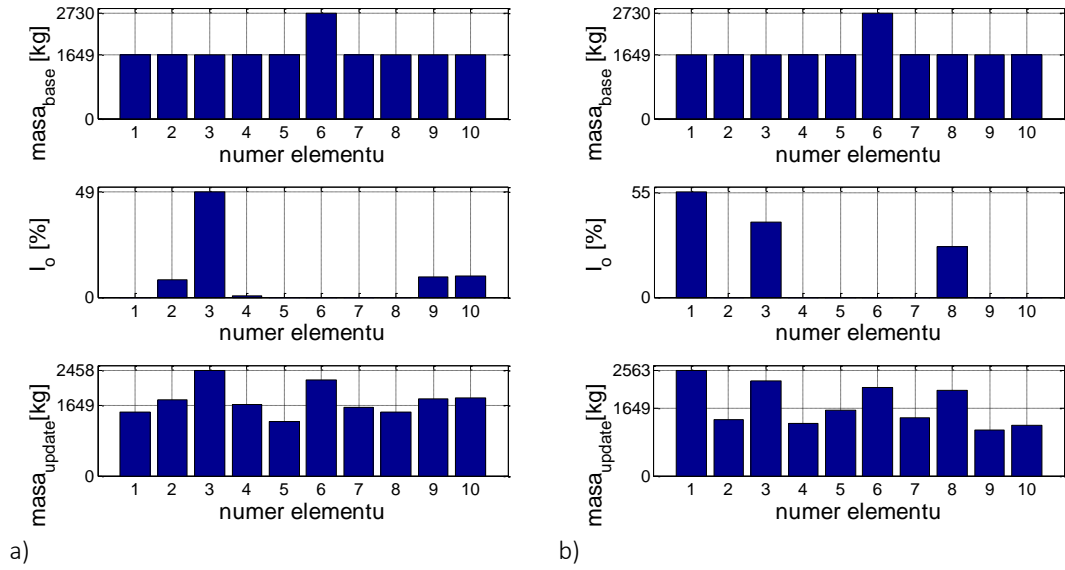 masa_base [kg]
2730
1649
0
1 2 3 4 5 6 7 8 9 10
numer elementu
I_o [%]
49
0
1 2 3 4 5 6 7 8 9 10
numer elementu
masa_update[kg]
2458
1649
0
1 2 3 4 5 6 7 8 9 10
numer elementu
a)
masa_base [kg]
2730
1649
0
1 2 3 4 5 6 7 8 9 10
numer elementu
I_o [%]
55
0
1 2 3 4 5 6 7 8 9 10
numer elementu
masa_update[kg]
2563
1649
0
1 2 3 4 5 6 7 8 9 10
numer elementu
b)